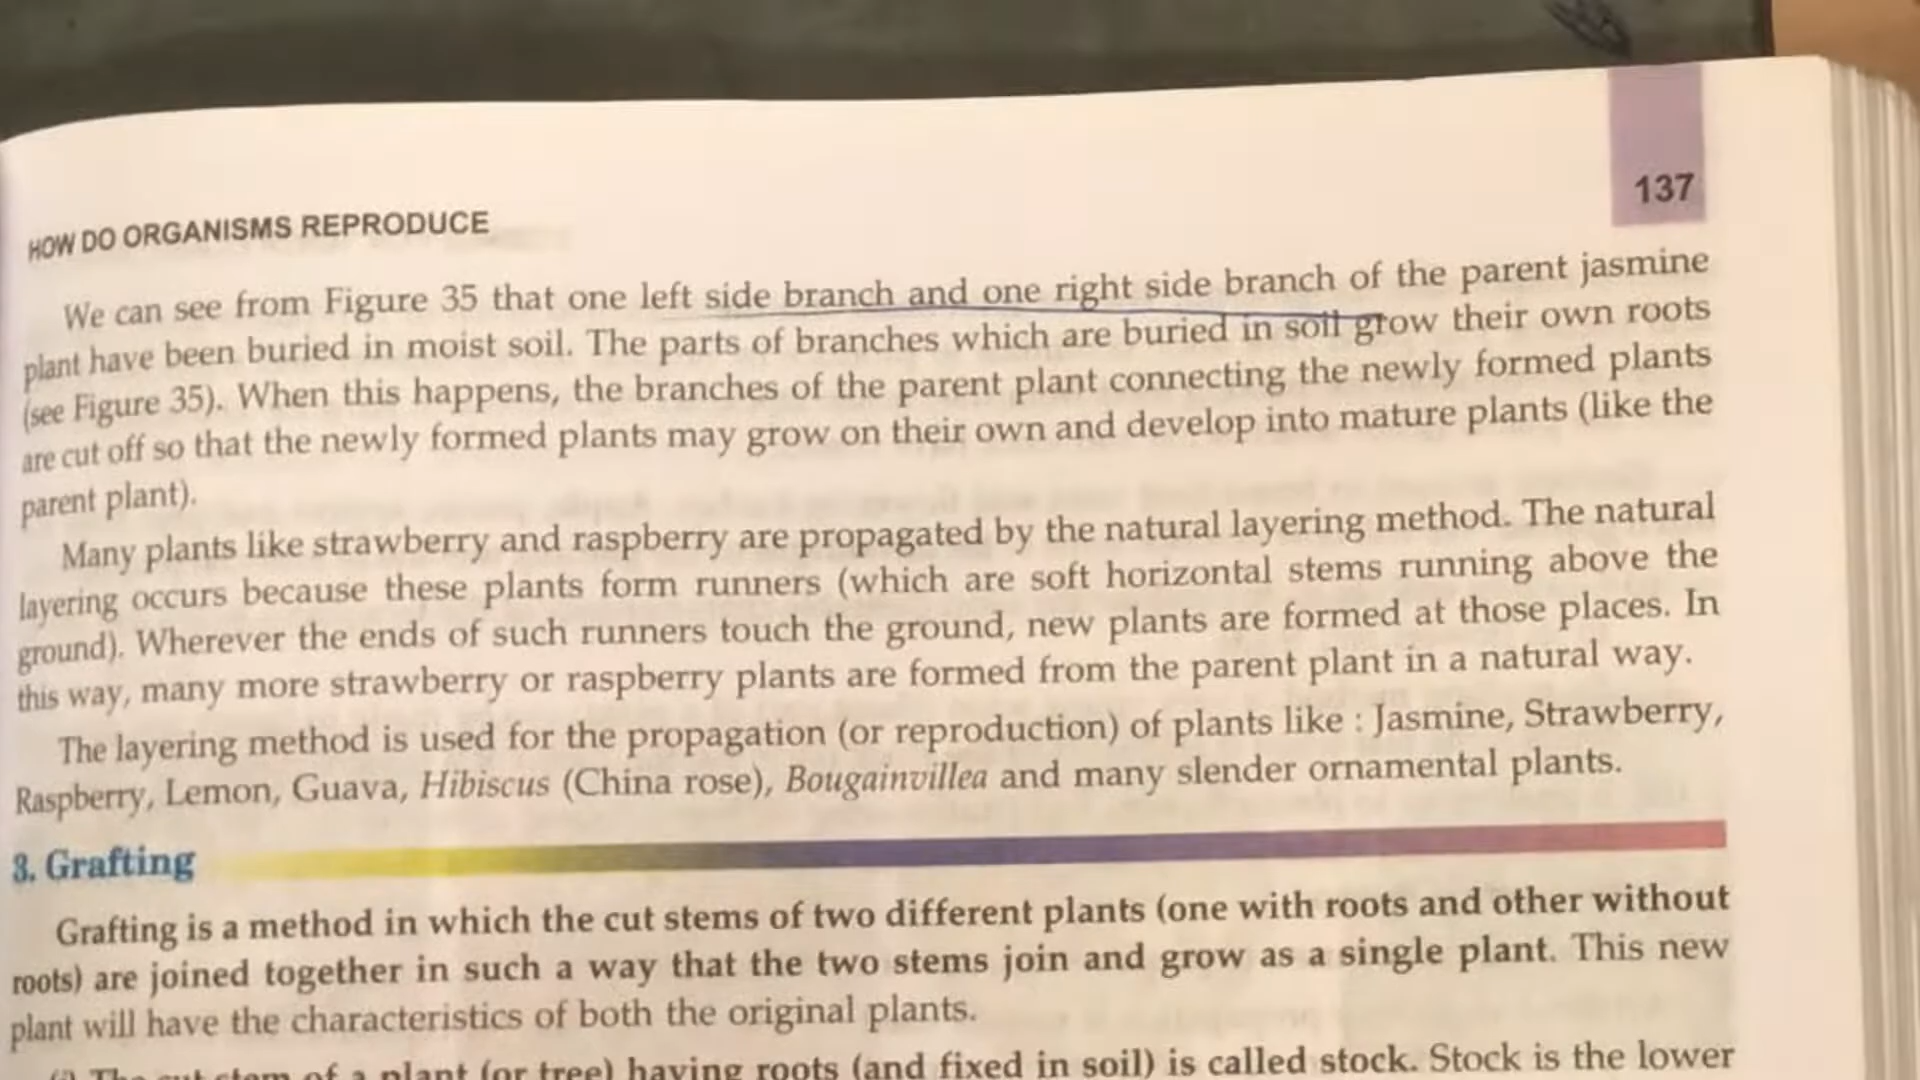 137
HOW DO ORGANISMS REPRODUCE
We can see from Figure 35 that one left side branch and one right side branch of the parent jasmine
plant have been buried in moist soil. The parts of branches which are buried in soil grow their own roots
(see Figure 35). When this happens, the branches of the parent plant connecting the newly formed plants
are cut off so that the newly formed plants may grow on their own and develop into mature plants (like the
parent plant).
Many plants like strawberry and raspberry are propagated by the natural layering method. The natural
layering occurs because these plants form runners (which are soft horizontal stems running above the
ground). Wherever the ends of such runners touch the ground, new plants are formed at those places. In
this way, many more strawberry or raspberry plants are formed from the parent plant in a natural way.
The layering method is used for the propagation (or reproduction) of plants like : Jasmine, Strawberry,
Raspberry, Lemon, Guava, Hibiscus (China rose), Bougainvillea and many slender ornamental plants.
3. Grafting
Grafting is a method in which the cut stems of two different plants (one with roots and other without
roots) are joined together in such a way that the two stems join and grow as a single plant. This new
plant will have the characteristics of both the original plants.
(i) The cut stem of a plant (or tree) having roots (and fixed in soil) is called stock. Stock is the lower